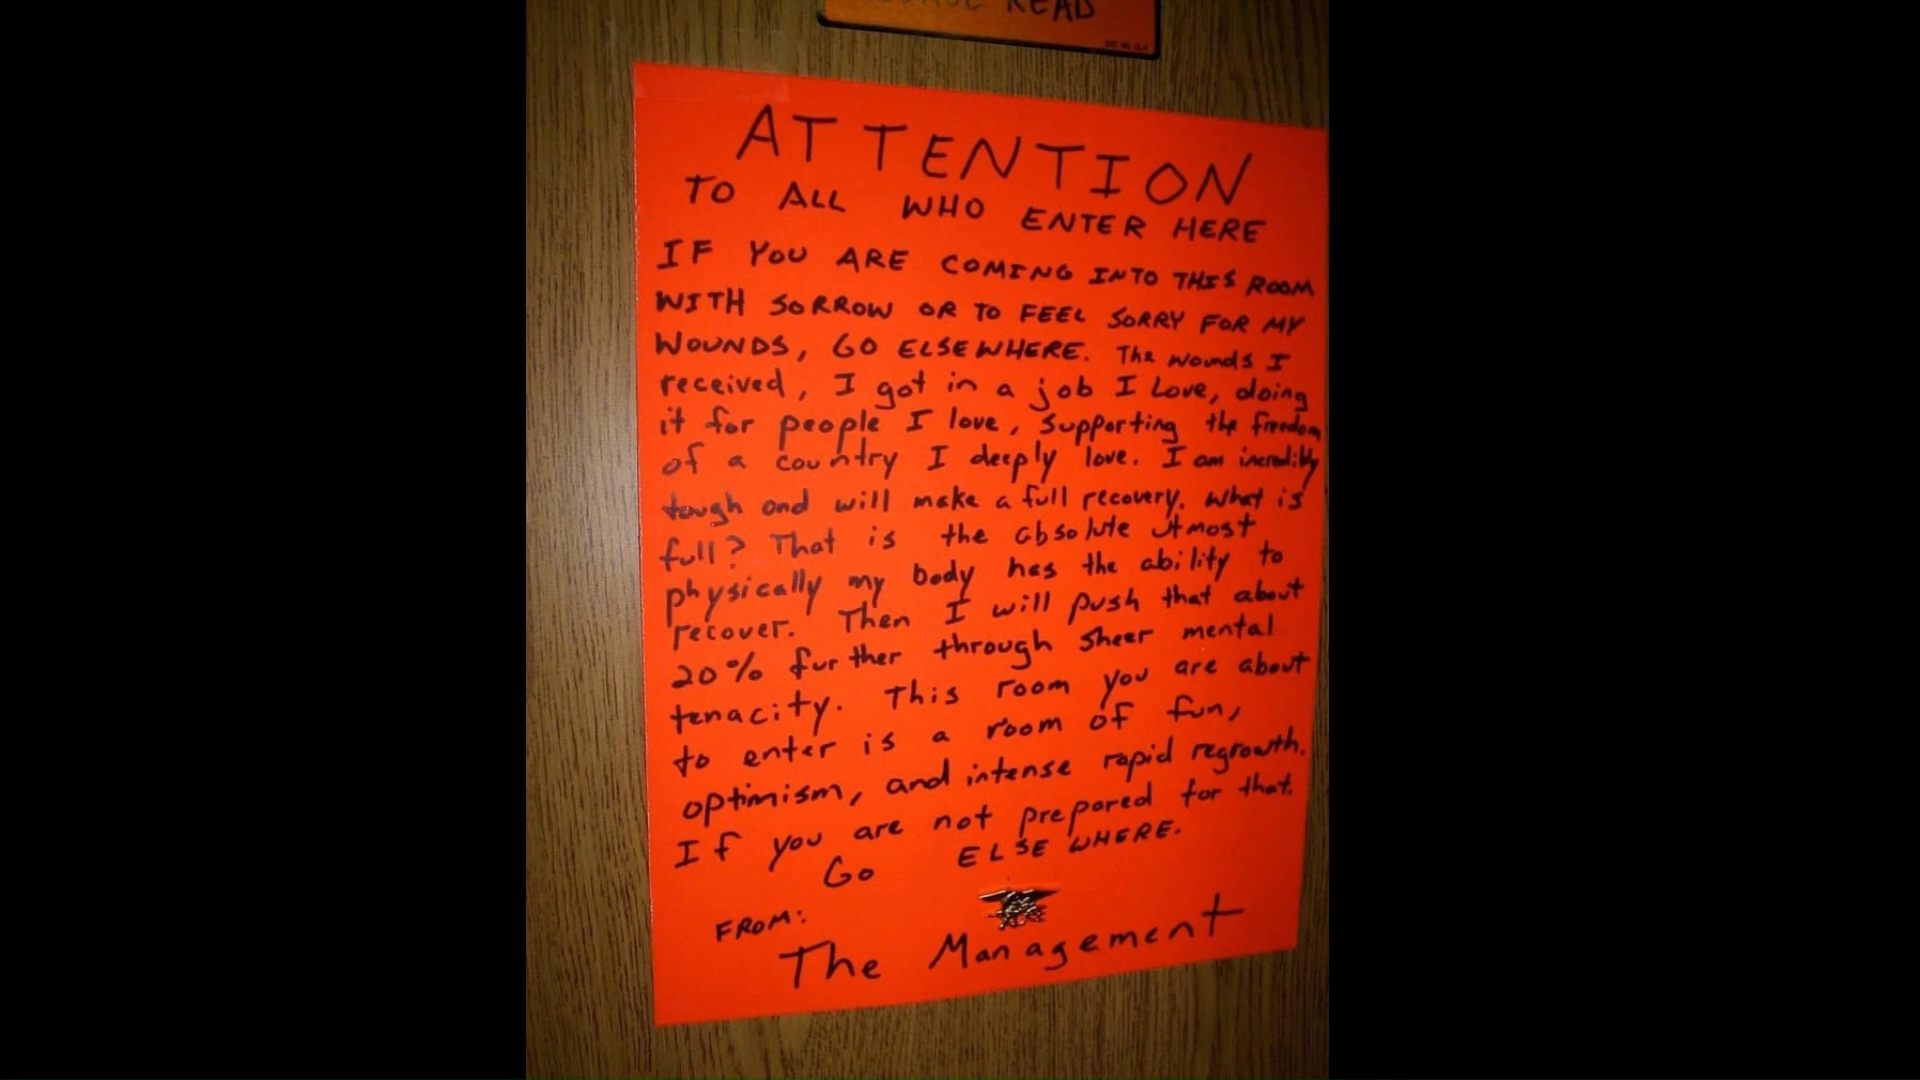 READ
ATTENTION
TO ALL WHO ENTER HERE
IF YOU ARE COMING INTO THIS ROOM
WITH SORROW OR TO FEEL SORRY FOR MY
WOUNDS, GO ELSEWHERE. The wounds I
received, I got in a job I Love, doing
it for people I love, supporting the freedom
of a country I deeply love. I am incredibly
tough and will make a full recovery. What is
full? That is the absolute utmost
physically my body has the ability to
recover. Then I will push that about
20% further through sheer mental
tenacity. This room you are about
to enter is a room of fun,
optimism, and intense rapid regrowth.
If you are not prepared for that.
Go ELSEWHERE.
FROM:
The Management